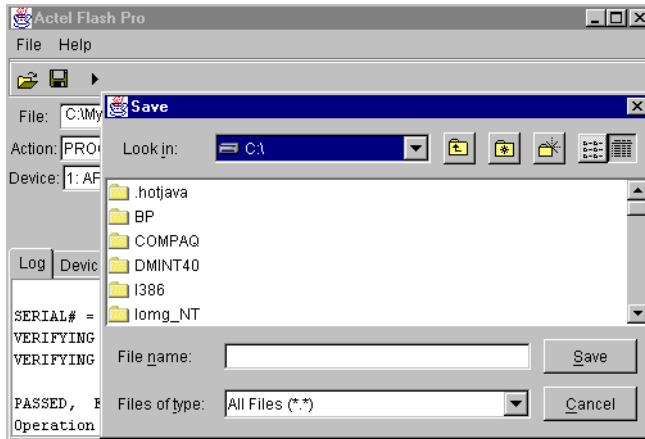 Actel Flash Pro
File Help
File: C:\My
Action: PRO
Device: 1: AF
Log Devic
SERIAL# =
VERIFYING
VERIFYING
PASSED, E
Operation
Save
Look in: C:\
.hotjava
BP
COMPAQ
DMINT40
I386
Iomg_NT
File name: Save
Files of type: All Files (*.*) Cancel